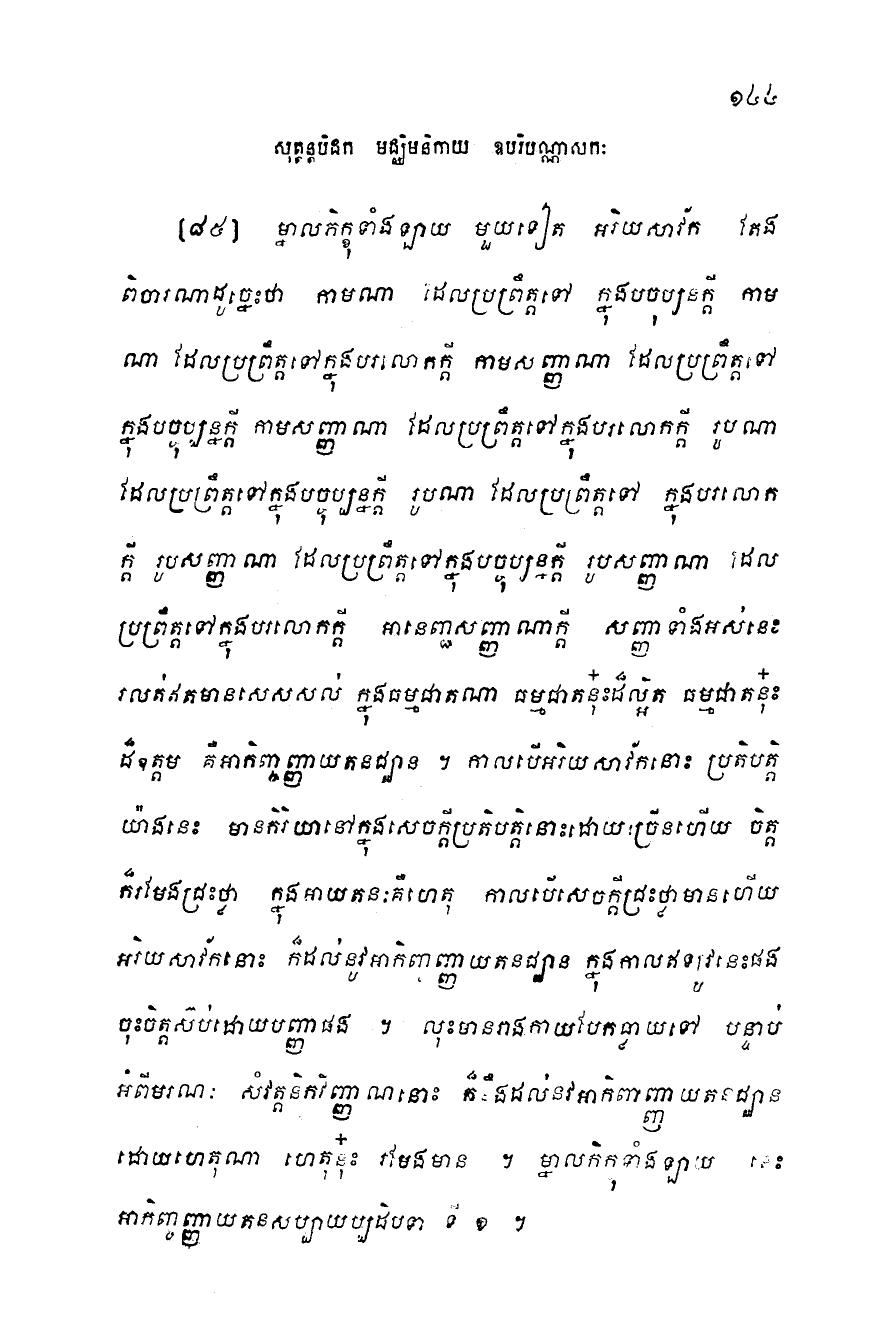 ១៤៤
សុត្តន្តបិដក មជ្ឈិមនិកាយ ឧបរិបណ្ណាសកៈ
[៨៥] ម្នាលភិក្ខុទាំងឡាយ មួយទៀត អរិយសាវ័ក តែង
ពិចារណាដូច្នេះថា កាមណា ដែលប្រព្រឹត្តទៅ ក្នុងបច្ចុប្បន្នក្តី កាម
ណា ដែលប្រព្រឹត្តទៅក្នុងបរលោកក្តី កាមសញ្ញាណា ដែលប្រព្រឹត្តទៅ
ក្នុងបច្ចុប្បន្នក្តី កាមសញ្ញាណា ដែលប្រព្រឹត្តទៅក្នុងបរលោកក្តី រូបណា
ដែលប្រព្រឹត្តទៅក្នុងបច្ចុប្បន្នក្តី រូបណា ដែលប្រព្រឹត្តទៅ ក្នុងបរលោក
ក្តី រូបសញ្ញាណា ដែលប្រព្រឹត្តទៅក្នុងបច្ចុប្បន្នក្តី រូបសញ្ញាណា ដែល
ប្រព្រឹត្តទៅក្នុងបរលោកក្តី អានេញ្ជសញ្ញាណាក្តី សញ្ញាទាំងអស់នេះ
រលត់ឥតមានសេសសល់ ក្នុងធម្មជាតណា ធម្មជាតនុ៎ះដ៏ល្អិត ធម្មជាតនុ៎ះ
ដ៏ឧត្តម គឺអាកិញ្ចញ្ញាយតនជ្ឈាន ។ កាលបើអរិយសាវ័កនោះ ប្រតិបត្តិ
យ៉ាងនេះ មានកិរិយានៅក្នុងសេចក្តីប្រតិបត្តិនោះដោយច្រើនហើយ ចិត្ត
ក៏រមែងជ្រះថ្លា ក្នុងអាយតនៈគឺហេតុ កាលបើសេចក្តីជ្រះថ្លាមានហើយ
អរិយសាវ័កនោះ ក៏ដល់នូវអាកិញ្ចញ្ញាយតនជ្ឈាន ក្នុងកាលឥឡូវនេះផង
ចុះចិត្តស៊ប់ដោយបញ្ញាផង ។ លុះមានរាងកាយបែកធ្លាយទៅ បន្ទាប់
អំពីមរណៈ សំវត្តនិកវិញ្ញាណនោះ ក៏នឹងដល់នូវអាកិញ្ចញ្ញាយតនជ្ឈាន
ដោយហេតុណា ហេតុនុ៎ះ រមែងមាន ។ ម្នាលភិក្ខុទាំងឡាយ នេះ
អាកិញ្ចញ្ញាយតនសប្បាយប្បដិបទា ទី ១ ។